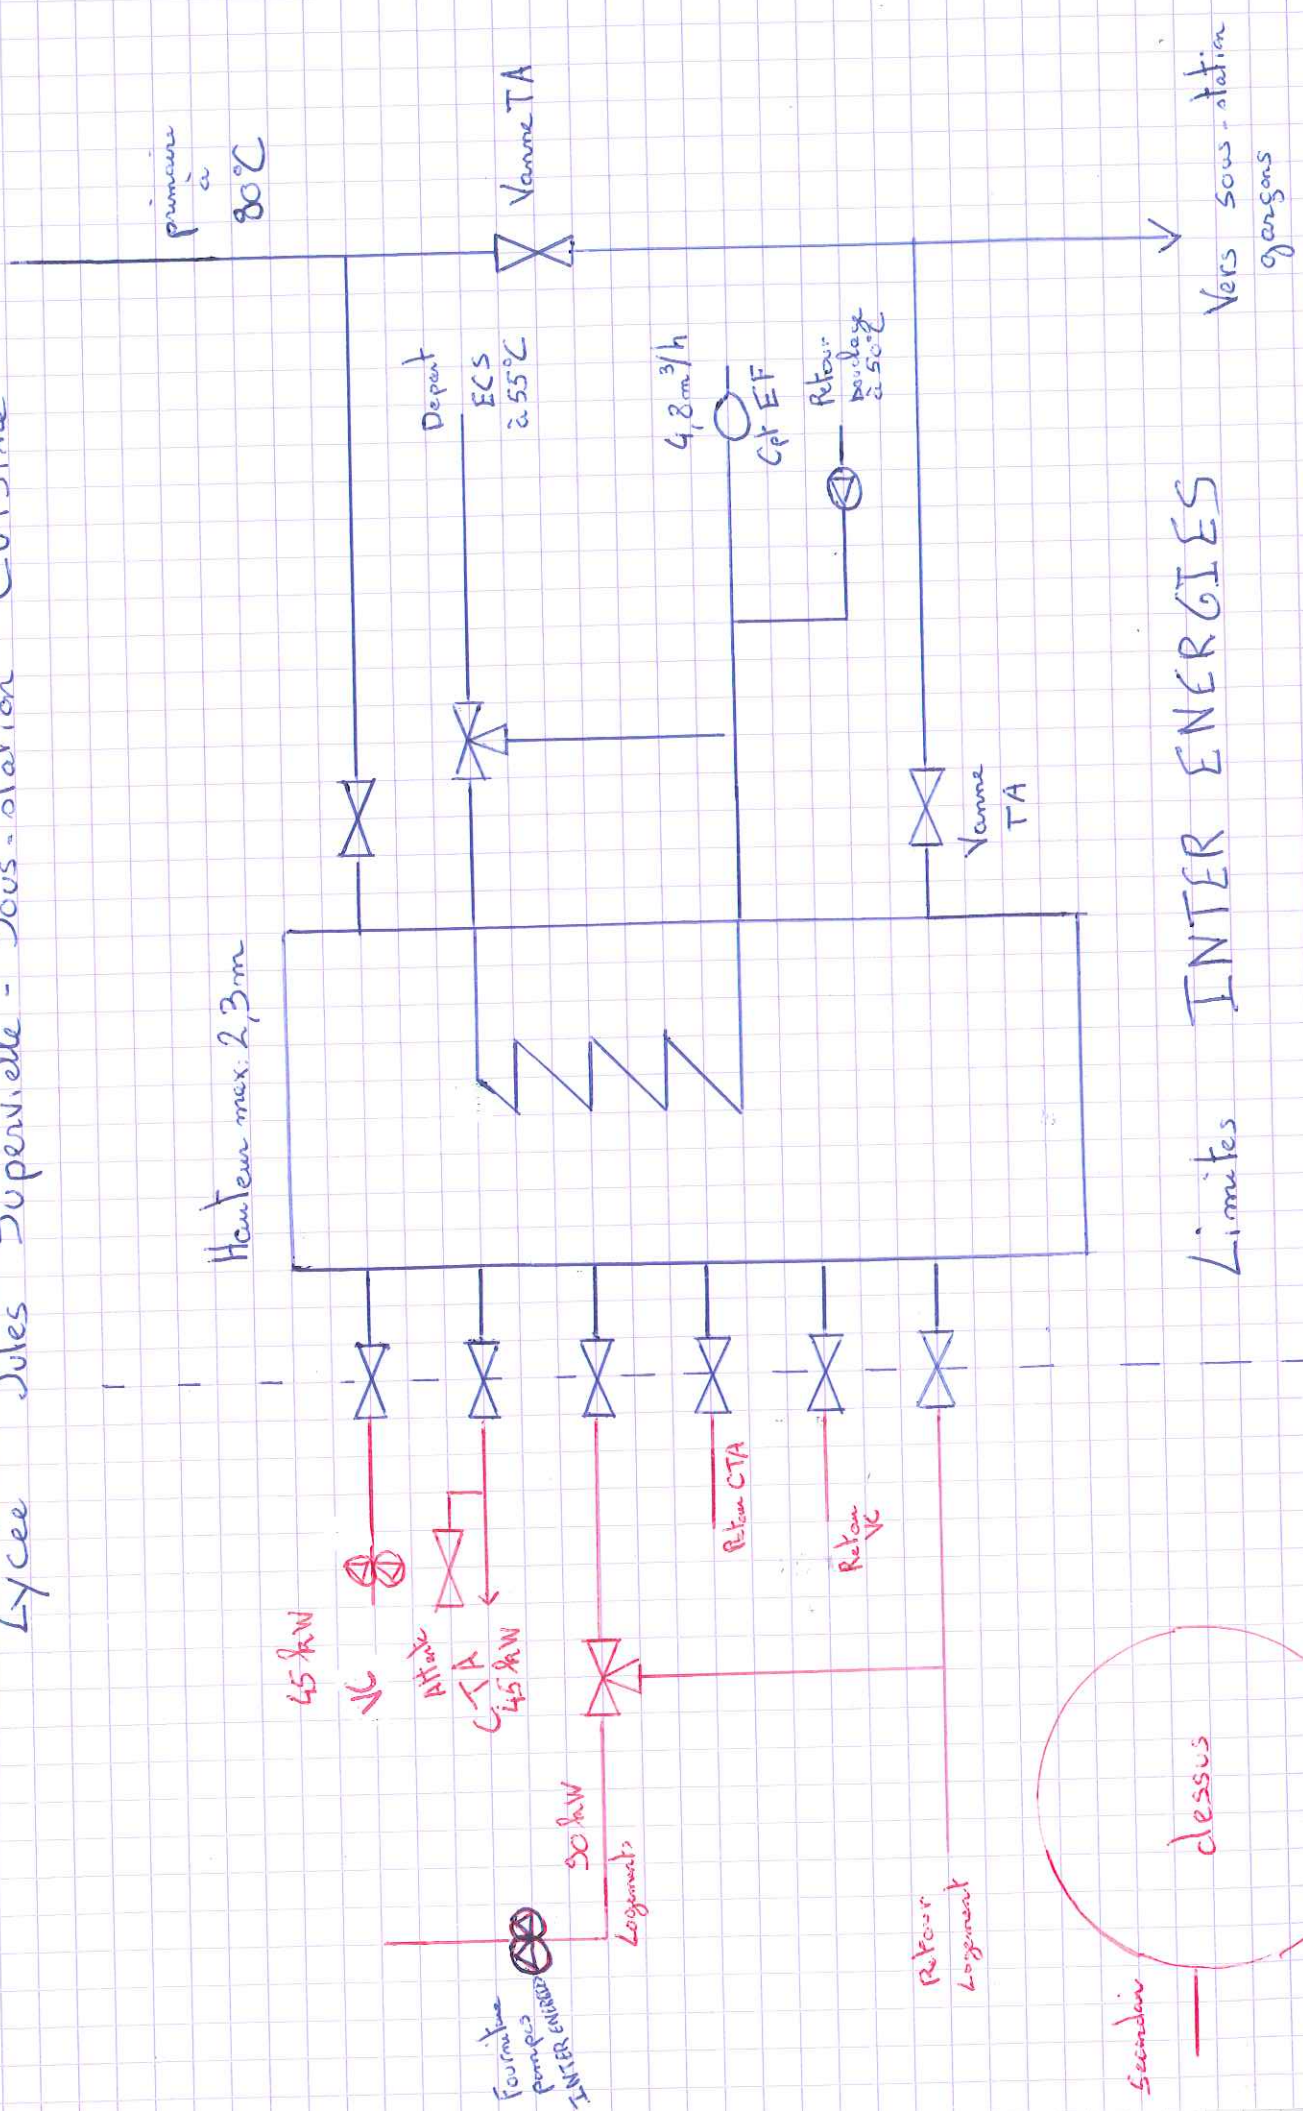 Lycée Jules Supervielle - Sous-station Cuisine
primaire
à
80°C
Hauteur max: 2,3m
Vanne TA
Départ
ECS
à 55°C
4,8 m³/h
Cpt EF
Retour
bouclage
à 50°C
Vanne
TA
Vers sous-station
garçons
45 kW
VC
Attente
CTA
45 kW
90 kW
Logements
Fourniture
pompes
INTER ENERGIES
Retour CTA
Retour
VC
Retour
Logement
Limites INTER ENERGIES
Secondaire
dessus